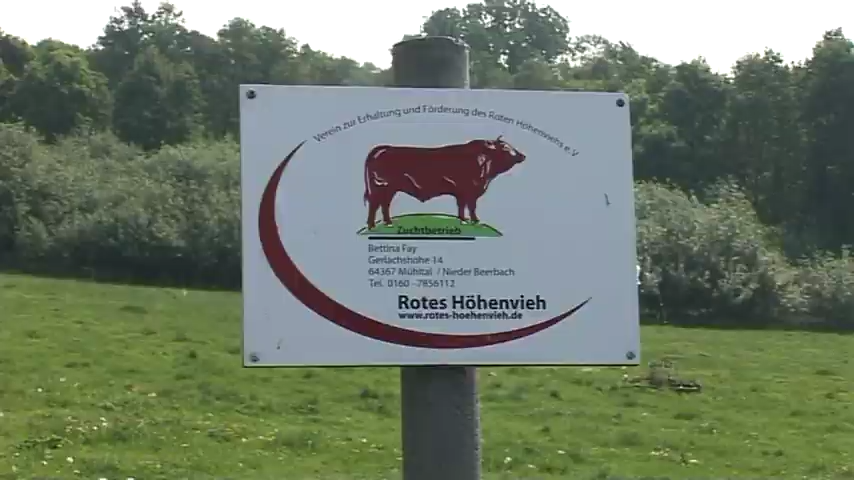 Verein zur Erhaltung und Förderung des Roten Höhenviehs e.V
Zuchtbetrieb
Bettina Fay
Gerlachshöhe 14
64367 Mühltal / Nieder Beerbach
Tel. 0160 -7856112
Rotes Höhenvieh
www.rotes-hoehenvieh.de